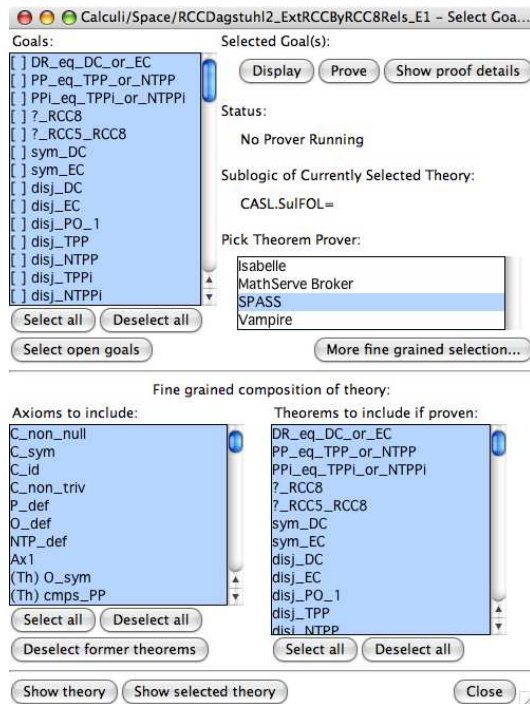 Calculi/Space/RCCDagstuhl2_ExtRCCByRCC8Rels_E1 - Select Goa...
Goals:
[ ] DR_eq_DC_or_EC
[ ] PP_eq_TPP_or_NTPP
[ ] PPi_eq_TPPi_or_NTPPi
[ ] ?_RCC8
[ ] ?_RCC5_RCC8
[ ] sym_DC
[ ] sym_EC
[ ] disj_DC
[ ] disj_EC
[ ] disj_PO_1
[ ] disj_TPP
[ ] disj_NTPP
[ ] disj_TPPi
[ ] disj_NTPPi
Select all Deselect all
Select open goals
Selected Goal(s):
Display Prove Show proof details
Status:
No Prover Running
Sublogic of Currently Selected Theory:
CASL.SulFOL=
Pick Theorem Prover:
Isabelle
MathServe Broker
SPASS
Vampire
More fine grained selection...
Fine grained composition of theory:
Axioms to include:
C_non_null
C_sym
C_id
C_non_triv
P_def
O_def
NTP_def
Ax1
(Th) O_sym
(Th) cmps_PP
Select all Deselect all
Deselect former theorems
Theorems to include if proven:
DR_eq_DC_or_EC
PP_eq_TPP_or_NTPP
PPi_eq_TPPi_or_NTPPi
?_RCC8
?_RCC5_RCC8
sym_DC
sym_EC
disj_DC
disj_EC
disj_PO_1
disj_TPP
disj_NTPP
Select all Deselect all
Show theory Show selected theory Close